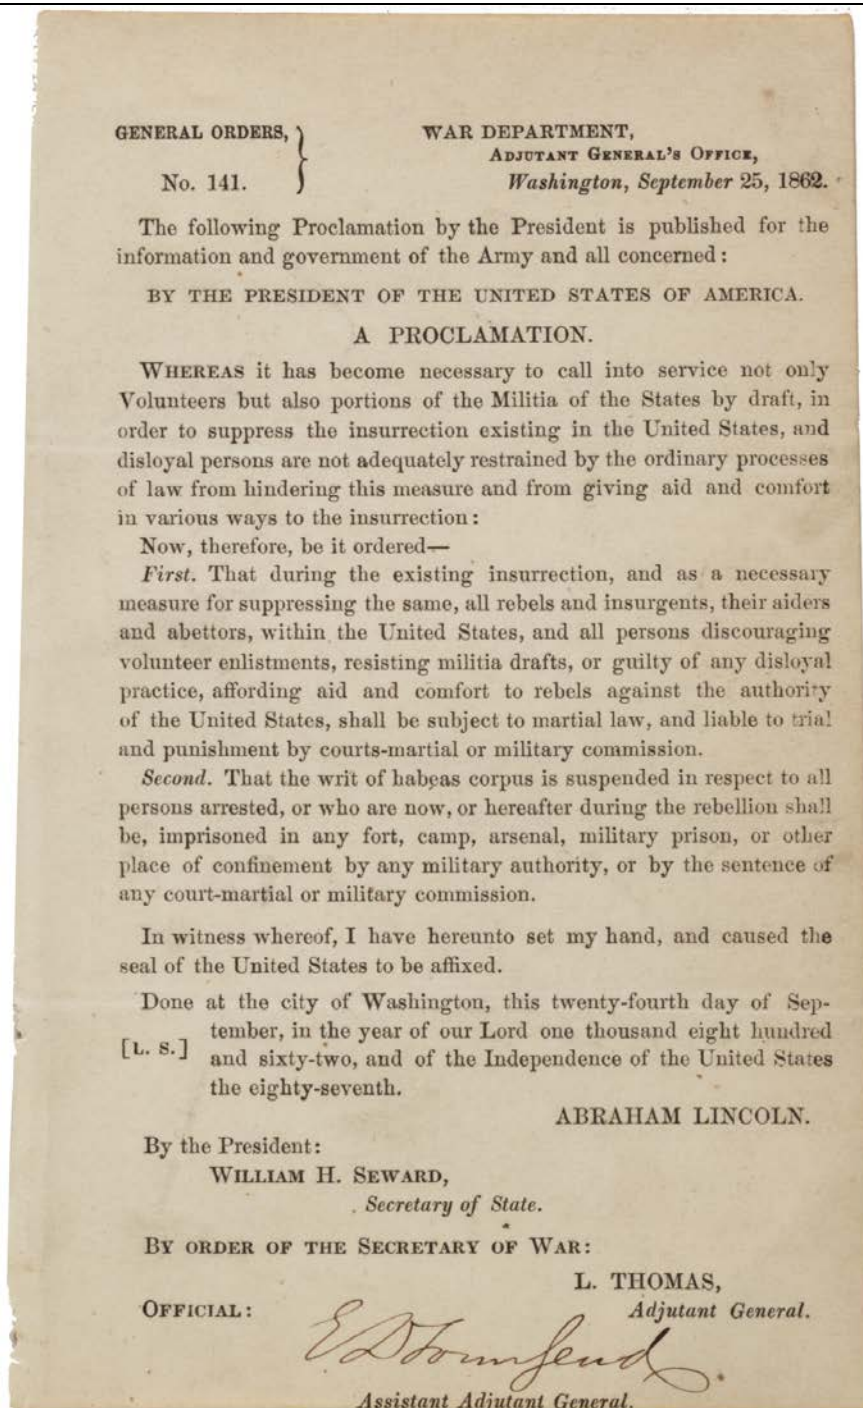 GENERAL ORDERS, } WAR DEPARTMENT,
ADJUTANT GENERAL'S OFFICE,
No. 141. Washington, September 25, 1862.
The following Proclamation by the President is published for the
information and government of the Army and all concerned:
BY THE PRESIDENT OF THE UNITED STATES OF AMERICA.
A PROCLAMATION.
WHEREAS it has become necessary to call into service not only
Volunteers but also portions of the Militia of the States by draft, in
order to suppress the insurrection existing in the United States, and
disloyal persons are not adequately restrained by the ordinary processes
of law from hindering this measure and from giving aid and comfort
in various ways to the insurrection:
Now, therefore, be it ordered—
First. That during the existing insurrection, and as a necessary
measure for suppressing the same, all rebels and insurgents, their aiders
and abettors, within the United States, and all persons discouraging
volunteer enlistments, resisting militia drafts, or guilty of any disloyal
practice, affording aid and comfort to rebels against the authority
of the United States, shall be subject to martial law, and liable to trial
and punishment by courts-martial or military commission.
Second. That the writ of habeas corpus is suspended in respect to all
persons arrested, or who are now, or hereafter during the rebellion shall
be, imprisoned in any fort, camp, arsenal, military prison, or other
place of confinement by any military authority, or by the sentence of
any court-martial or military commission.
In witness whereof, I have hereunto set my hand, and caused the
seal of the United States to be affixed.
Done at the city of Washington, this twenty-fourth day of Sep-
tember, in the year of our Lord one thousand eight hundred
[L. S.] and sixty-two, and of the Independence of the United States
the eighty-seventh.
ABRAHAM LINCOLN.
By the President:
WILLIAM H. SEWARD,
Secretary of State.
BY ORDER OF THE SECRETARY OF WAR:
L. THOMAS,
OFFICIAL: Adjutant General.
E D Townsend
Assistant Adjutant General.